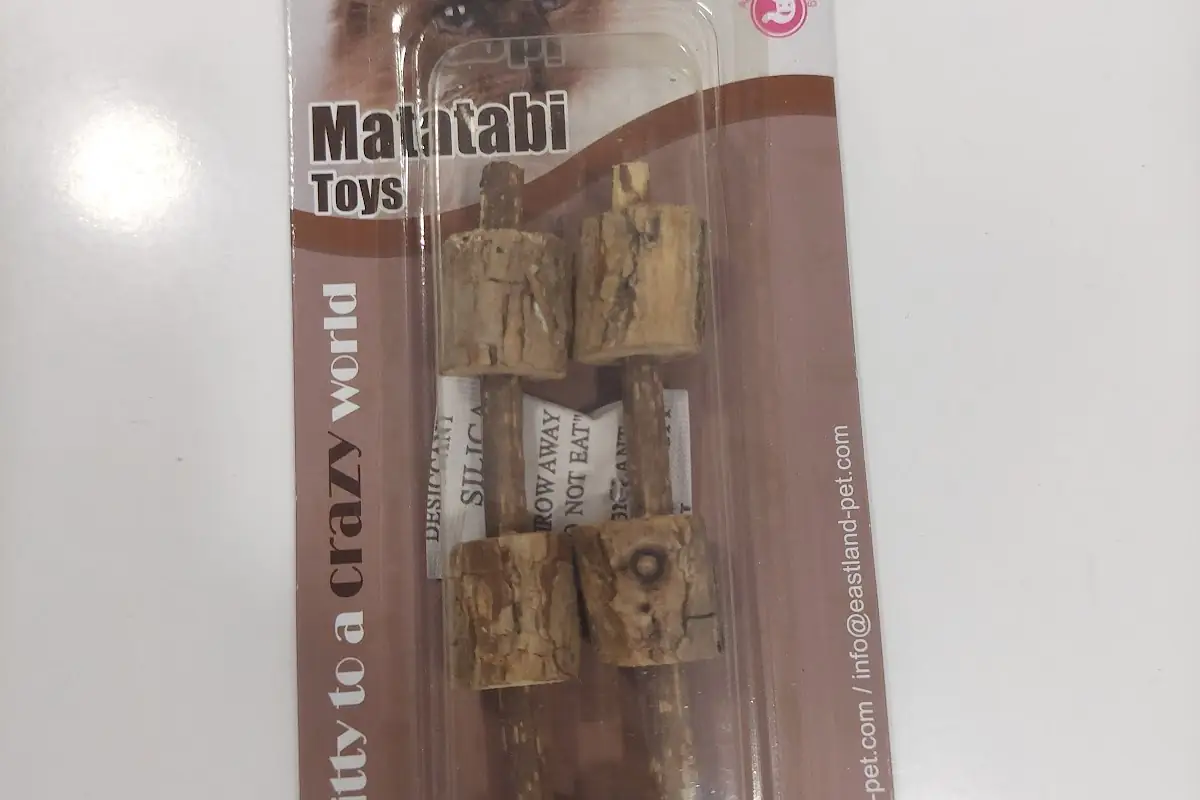 Matatabi
Toys
itty to a crazy world
DESICCANT
SILICA
ROW AWAY
NOT EAT"
-pet.com / info@eastland-pet.com